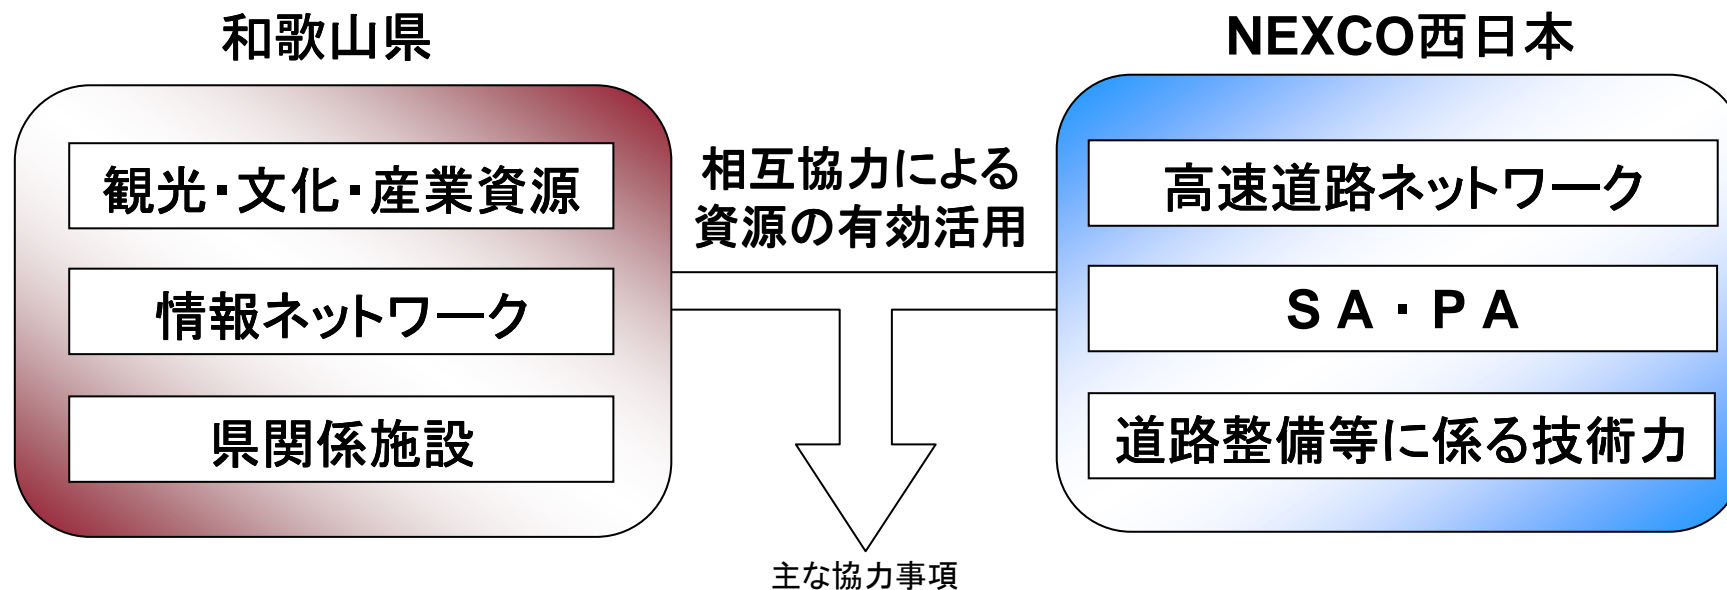 和歌山県
観光・文化・産業資源
情報ネットワーク
県関係施設
相互協力による
資源の有効活用
NEXCO西日本
高速道路ネットワーク
ＳＡ・ＰＡ
道路整備等に係る技術力
主な協力事項